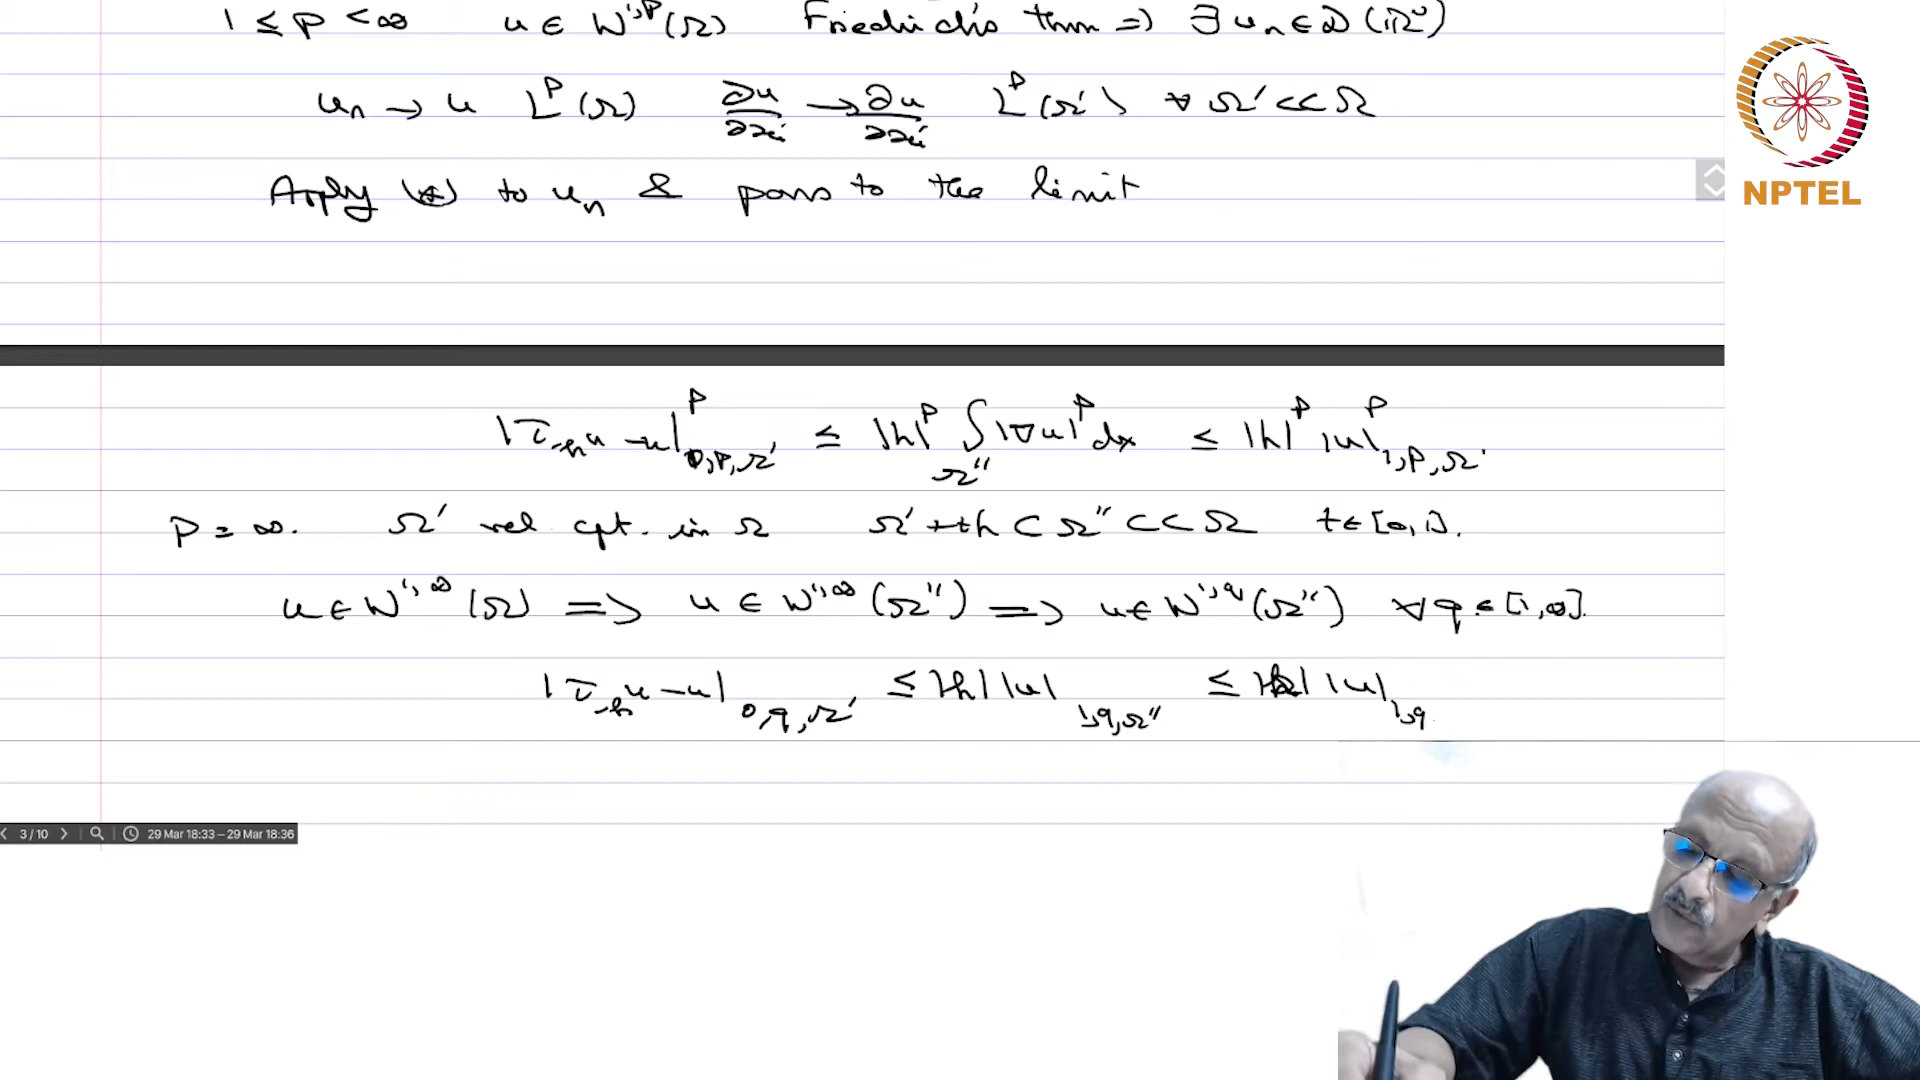 1 ≤ p < ∞ u ∈ W^{1,p}(Ω) Friedrichs thm ⇒ ∃ u_n ∈ D(ℝ^N)
u_n → u L^p(Ω) ∂u/∂x_i → ∂u/∂x_i L^p(Ω') ∀ Ω' ⊂⊂ Ω
Apply (*) to u_n & pass to the limit
NPTEL
|τ_{-h}u - u|^p_{0,p,Ω'} ≤ |h|^p ∫_{Ω''} |∇u|^p dx ≤ |h|^p |u|^p_{1,p,Ω'}
p = ∞. Ω' rel. cpt. in Ω Ω' + th ⊂ Ω'' ⊂⊂ Ω t ∈ [0,1].
u ∈ W^{1,∞}(Ω) ⇒ u ∈ W^{1,∞}(Ω'') ⇒ u ∈ W^{1,q}(Ω'') ∀ q ∈ [1,∞].
|τ_{-h}u - u|_{0,q,Ω'} ≤ |h| |u|_{1,q,Ω''} ≤ |h| |u|_{1,q}
3 / 10 29 Mar 18:33 – 29 Mar 18:36